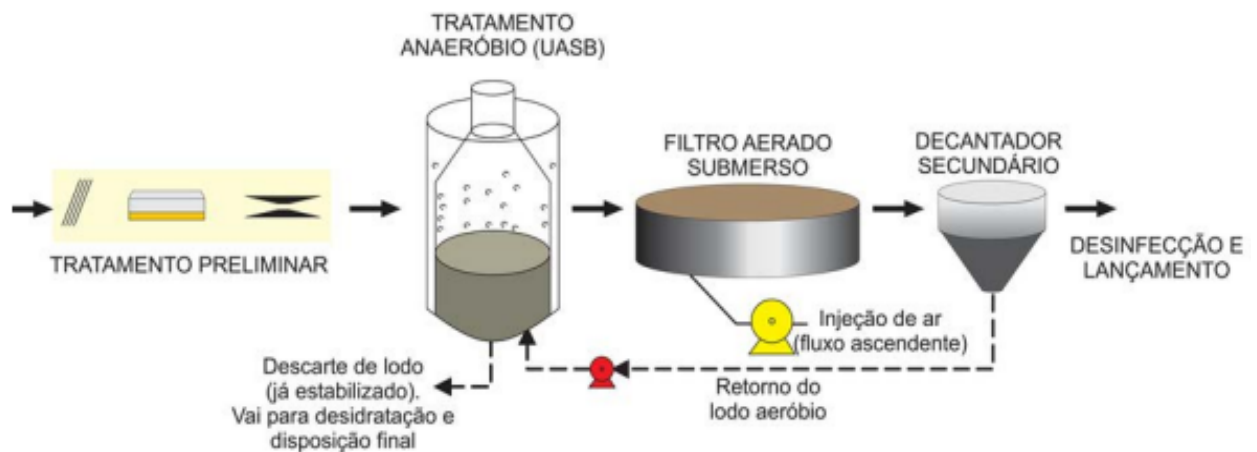 TRATAMENTO
ANAERÓBIO (UASB)
FILTRO AERADO
SUBMERSO
DECANTADOR
SECUNDÁRIO
TRATAMENTO PRELIMINAR
DESINFECÇÃO E
LANÇAMENTO
Injeção de ar
(fluxo ascendente)
Descarte de lodo
(já estabilizado).
Vai para desidratação e
disposição final
Retorno do
lodo aeróbio